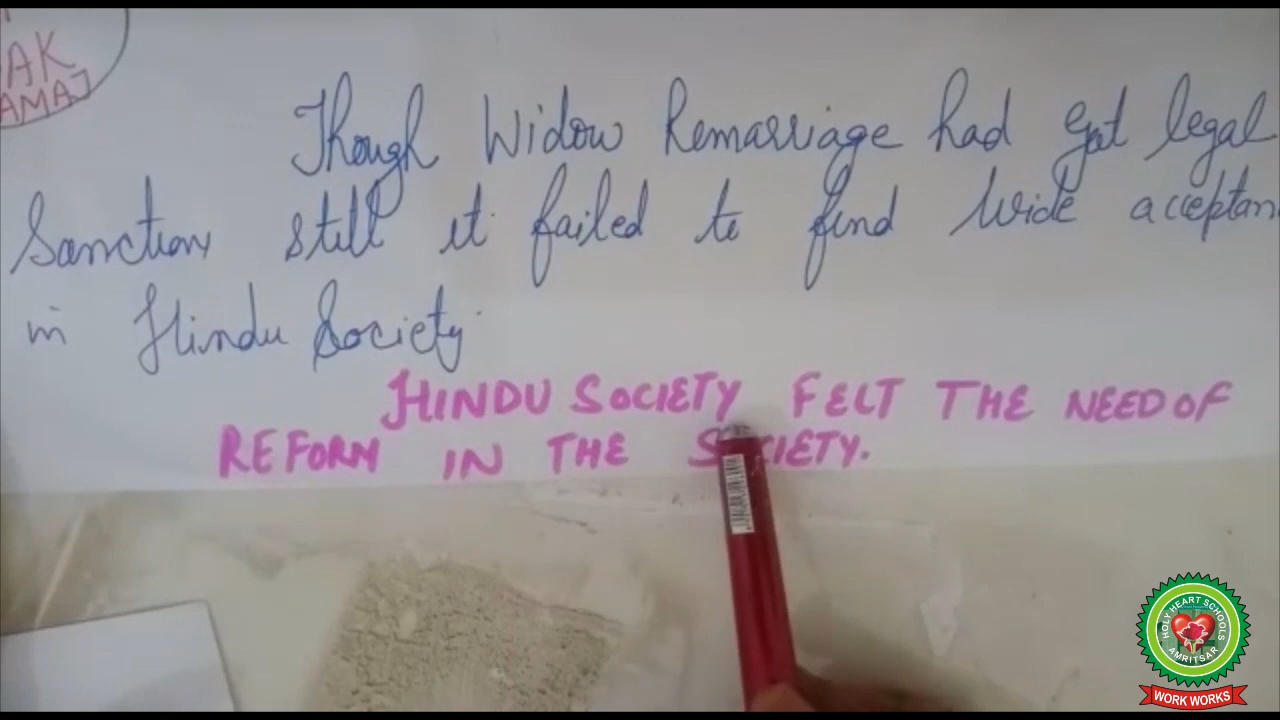 AK
AMAJ
Though Widow Remarriage had got legal
Sanction still it failed to find Wide acceptan
in Hindu Society.
HINDU SOCIETY FELT THE NEED OF
REFORM IN THE SOCIETY.
HOLY HEART SCHOOLS
AMRITSAR
WORK WORKS